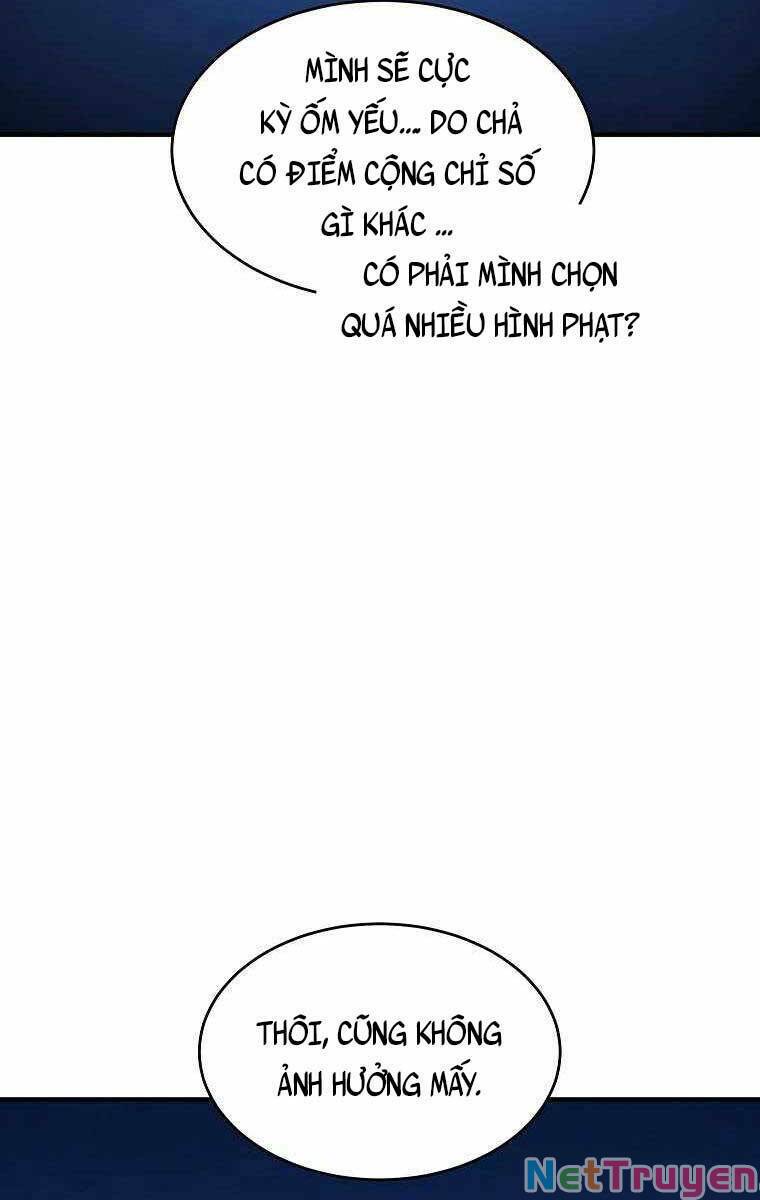 MÌNH SẼ CỰC
KỲ ỐM YẾU.... DO CHẢ
CÓ ĐIỂM CỘNG CHỈ SỐ
GÌ KHÁC ...
CÓ PHẢI MÌNH CHỌN
QUÁ NHIỀU HÌNH PHẠT?
THÔI, CŨNG KHÔNG
ẢNH HƯỞNG MẤY.
NetTruyen